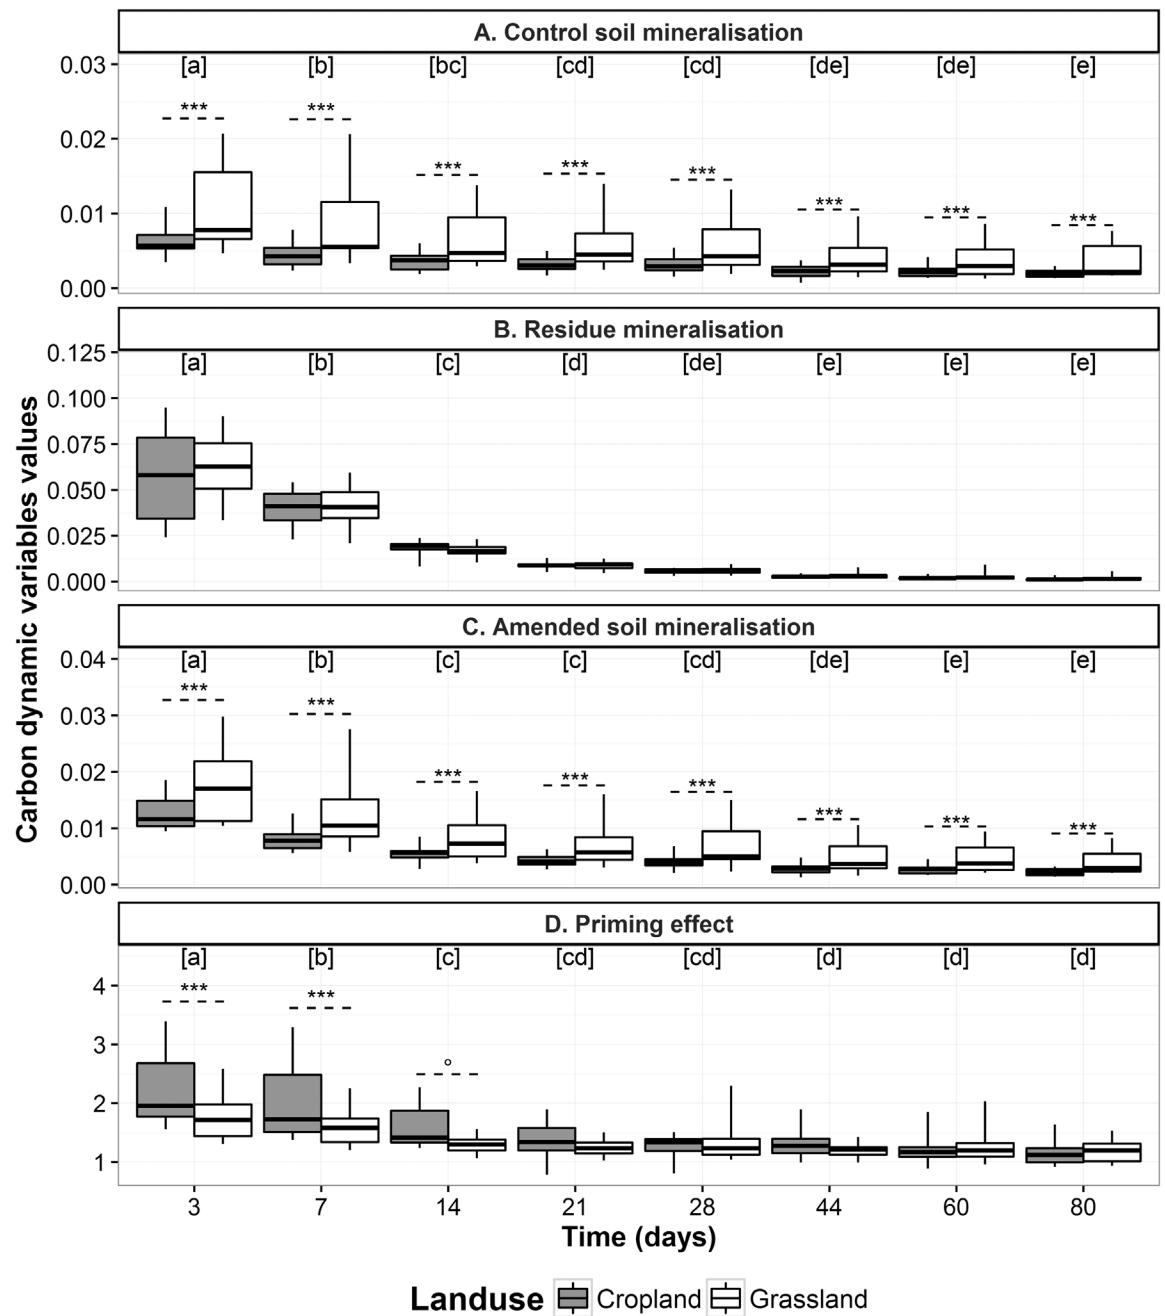 A. Control soil mineralisation
[a] [b] [bc] [cd] [cd] [de] [de] [e]
0.03
*** *** *** *** *** *** *** ***
0.02
0.01
0.00
B. Residue mineralisation
[a] [b] [c] [d] [de] [e] [e] [e]
0.125
0.100
0.075
0.050
0.025
0.000
C. Amended soil mineralisation
[a] [b] [c] [c] [cd] [de] [e] [e]
0.04
*** *** *** *** *** *** *** ***
0.03
0.02
0.01
0.00
D. Priming effect
[a] [b] [c] [cd] [cd] [d] [d] [d]
*** *** °
4
3
2
1
Carbon dynamic variables values
3 7 14 21 28 44 60 80
Time (days)
Landuse Cropland Grassland